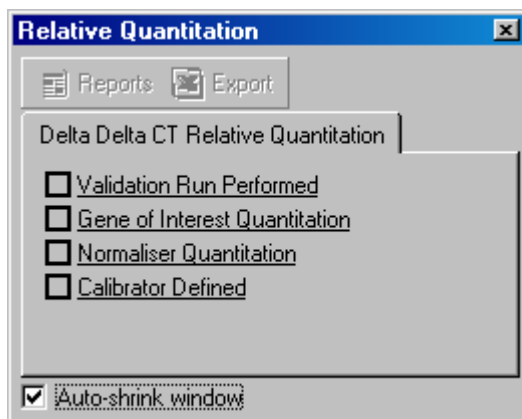 Relative Quantitation
Reports Export
Delta Delta CT Relative Quantitation
Validation Run Performed
Gene of Interest Quantitation
Normaliser Quantitation
Calibrator Defined
Auto-shrink window